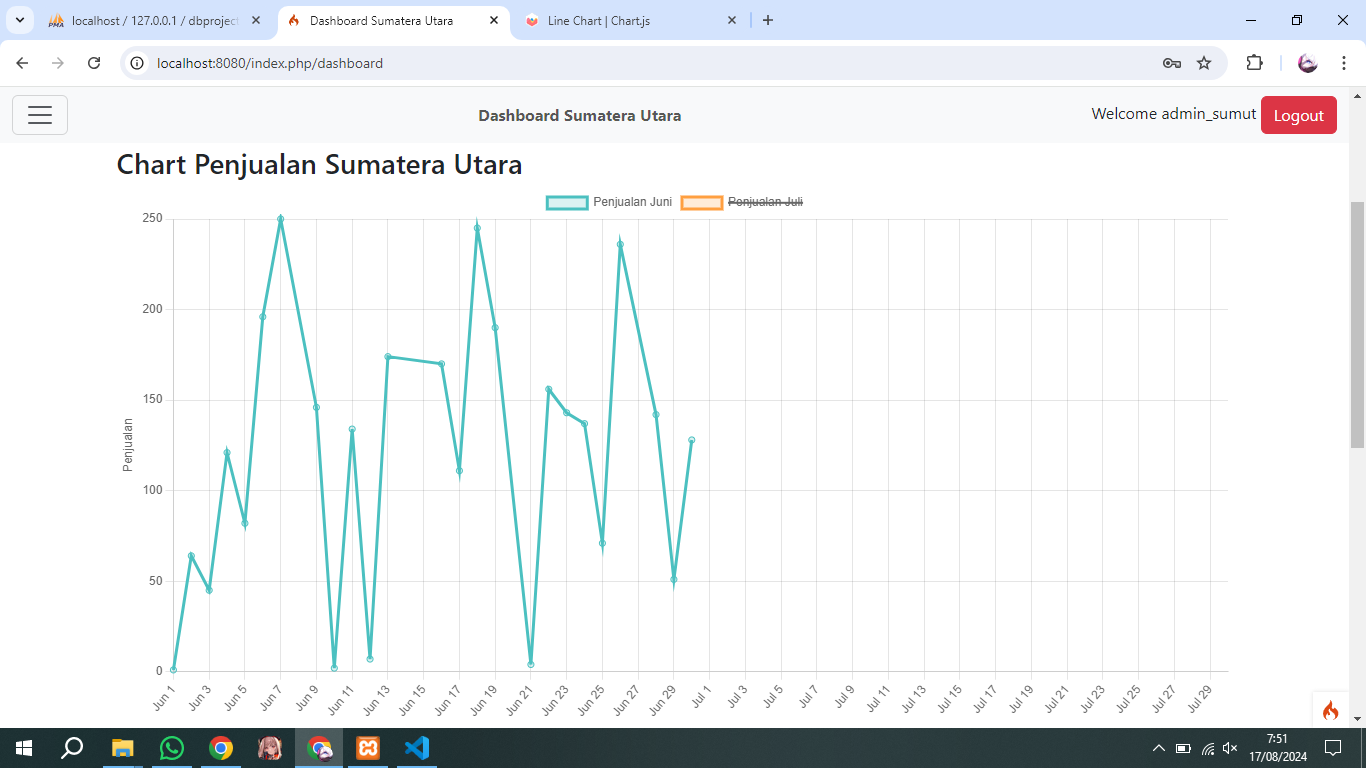 localhost / 127.0.0.1 / dbproject
Dashboard Sumatera Utara
Line Chart | Chart.js
localhost:8080/index.php/dashboard
Dashboard Sumatera Utara
Welcome admin_sumut
Logout
Chart Penjualan Sumatera Utara
Penjualan Juni
Penjualan Juli
Penjualan
250
200
150
100
50
0
Jun 1
Jun 3
Jun 5
Jun 7
Jun 9
Jun 11
Jun 13
Jun 15
Jun 17
Jun 19
Jun 21
Jun 23
Jun 25
Jun 27
Jun 29
Jul 1
Jul 3
Jul 5
Jul 7
Jul 9
Jul 11
Jul 13
Jul 15
Jul 17
Jul 19
Jul 21
Jul 23
Jul 25
Jul 27
Jul 29
7:51
17/08/2024